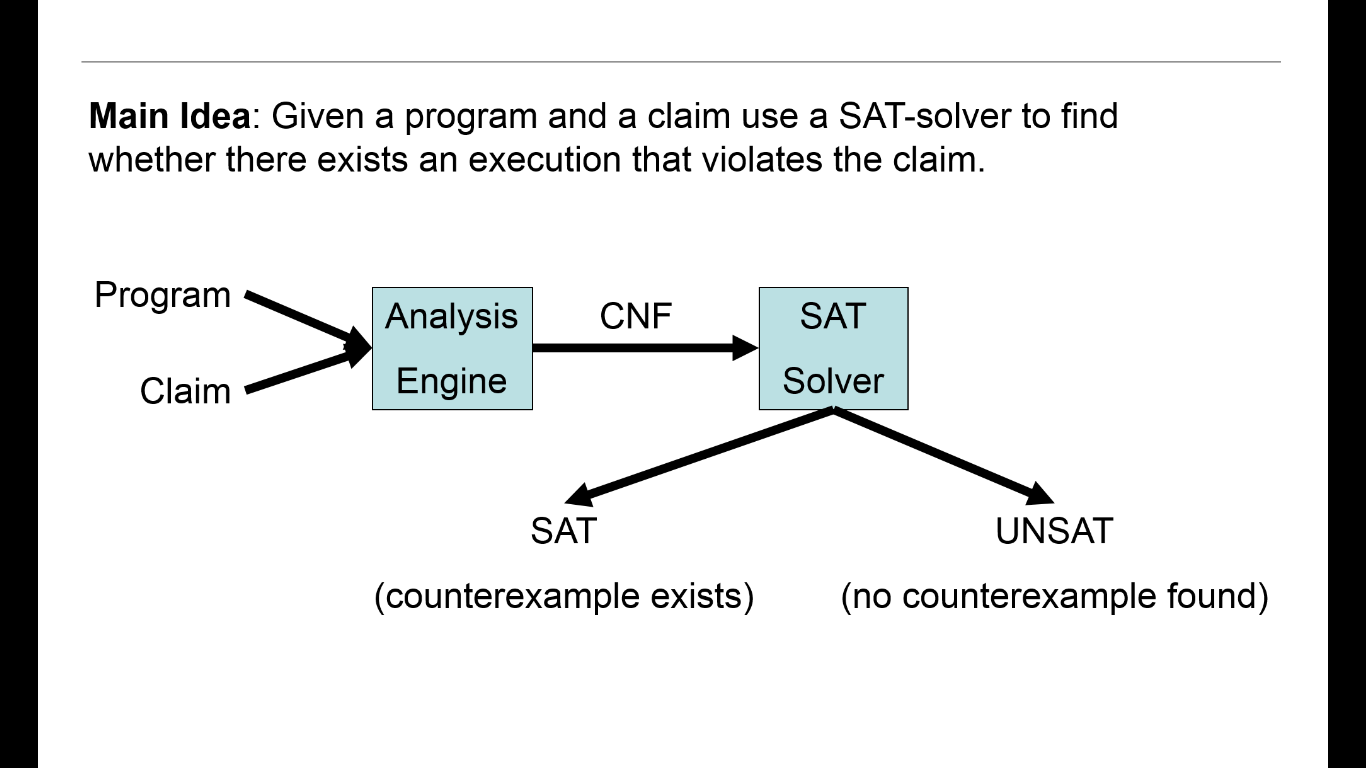 Main Idea: Given a program and a claim use a SAT-solver to find
whether there exists an execution that violates the claim.
Program
Claim
Analysis
Engine
CNF
SAT
Solver
SAT
(counterexample exists)
UNSAT
(no counterexample found)